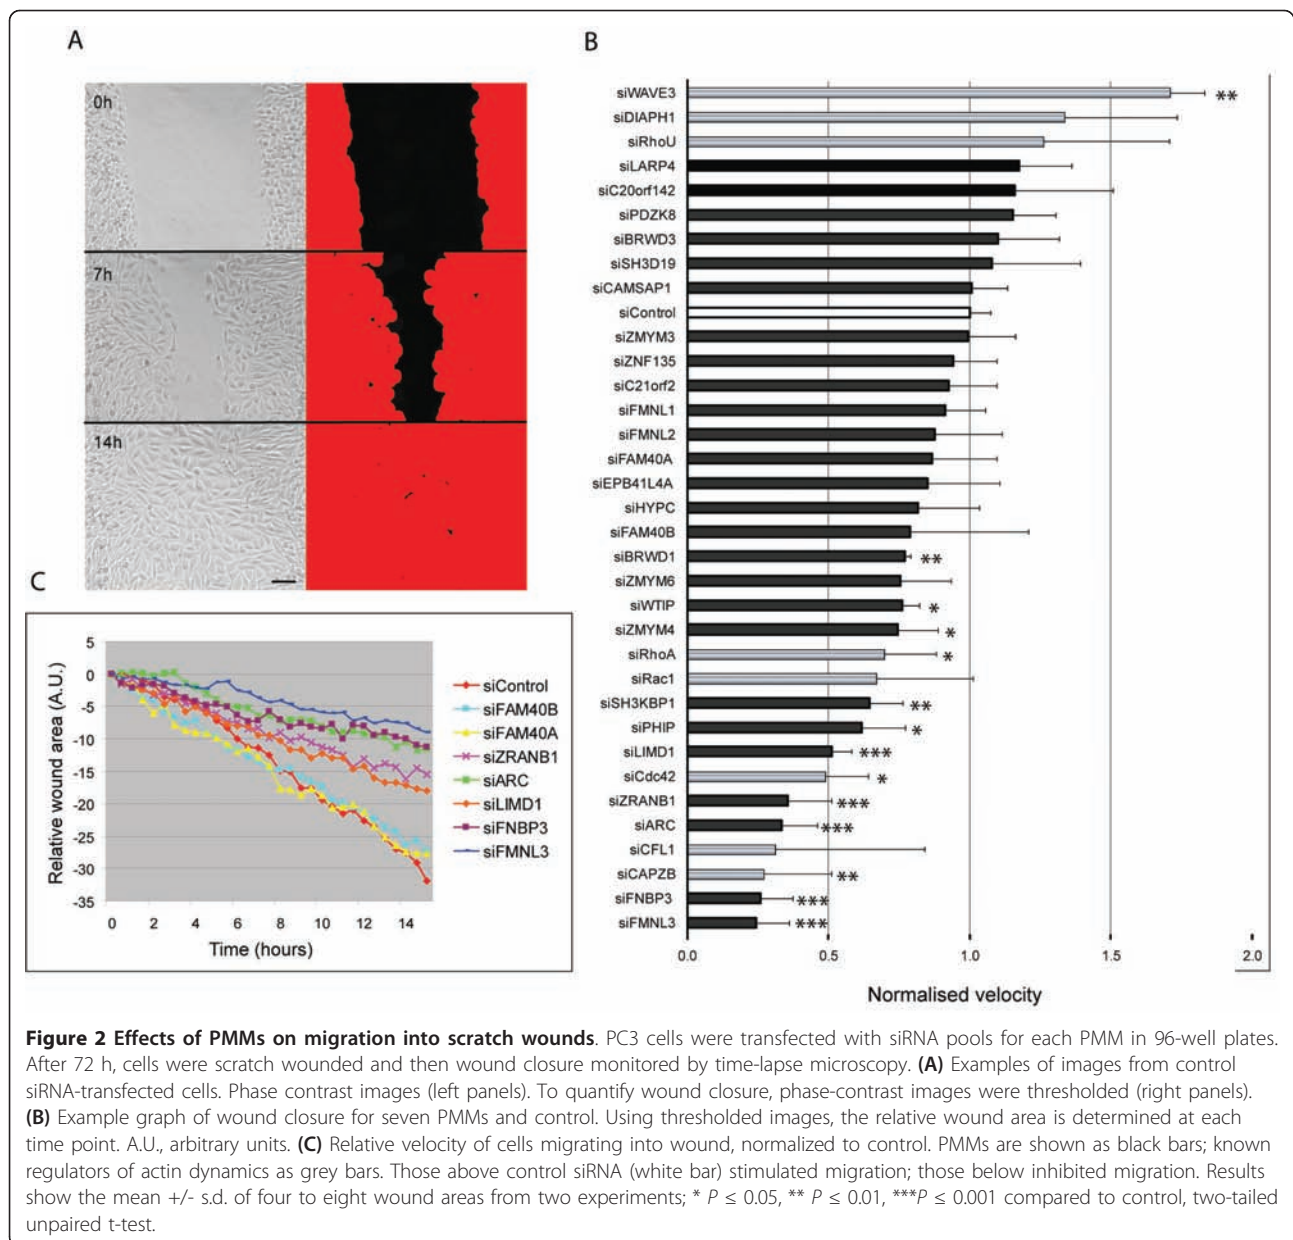 A
0h
7h
14h
B
siWAVE3
**
siDIAPH1
siRhoU
siLARP4
siC20orf142
siPDZK8
siBRWD3
siSH3D19
siCAMSAP1
siControl
siZMYM3
siZNF135
siC21orf2
siFMNL1
siFMNL2
siFAM40A
siEPB41L4A
siHYPC
siFAM40B
siBRWD1
**
siZMYM6
siWTIP
*
siZMYM4
*
siRhoA
*
siRac1
siSH3KBP1
**
siPHIP
*
siLIMD1
***
siCdc42
*
siZRANB1
***
siARC
***
siCFL1
siCAPZB
**
siFNBP3
***
siFMNL3
***
0.0 0.5 1.0 1.5 2.0
Normalised velocity
C
Relative wound area (A.U.)
5
0
-5
-10
-15
-20
-25
-30
-35
0 2 4 6 8 10 12 14
Time (hours)
siControl
siFAM40B
siFAM40A
siZRANB1
siARC
siLIMD1
siFNBP3
siFMNL3
Figure 2 Effects of PMMs on migration into scratch wounds. PC3 cells were transfected with siRNA pools for each PMM in 96-well plates.
After 72 h, cells were scratch wounded and then wound closure monitored by time-lapse microscopy. (A) Examples of images from control
siRNA-transfected cells. Phase contrast images (left panels). To quantify wound closure, phase-contrast images were thresholded (right panels).
(B) Example graph of wound closure for seven PMMs and control. Using thresholded images, the relative wound area is determined at each
time point. A.U., arbitrary units. (C) Relative velocity of cells migrating into wound, normalized to control. PMMs are shown as black bars; known
regulators of actin dynamics as grey bars. Those above control siRNA (white bar) stimulated migration; those below inhibited migration. Results
show the mean +/- s.d. of four to eight wound areas from two experiments; * P ≤ 0.05, ** P ≤ 0.01, ***P ≤ 0.001 compared to control, two-tailed
unpaired t-test.